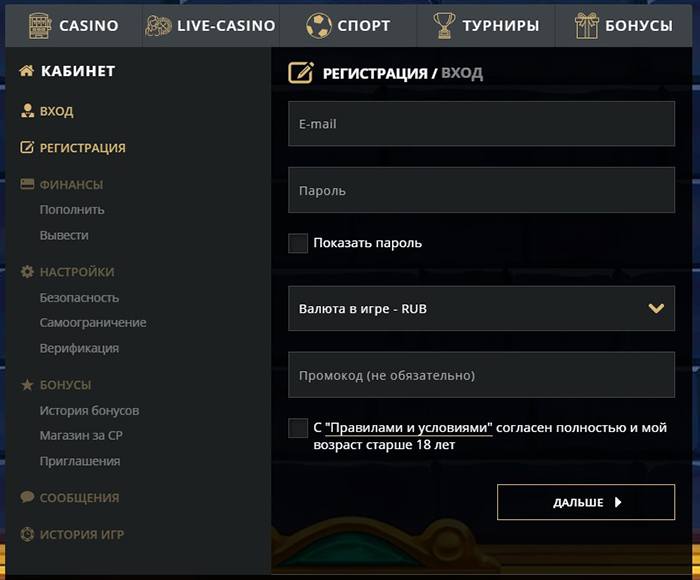 CASINO
LIVE-CASINO
СПОРТ
ТУРНИРЫ
БОНУСЫ
КАБИНЕТ
ВХОД
РЕГИСТРАЦИЯ
ФИНАНСЫ
Пополнить
Вывести
НАСТРОЙКИ
Безопасность
Самоограничение
Верификация
БОНУСЫ
История бонусов
Магазин за CP
Приглашения
СООБЩЕНИЯ
ИСТОРИЯ ИГР
РЕГИСТРАЦИЯ / ВХОД
E-mail
Пароль
Показать пароль
Валюта в игре - RUB
Промокод (не обязательно)
С "Правилами и условиями" согласен полностью и мой
возраст старше 18 лет
ДАЛЬШЕ